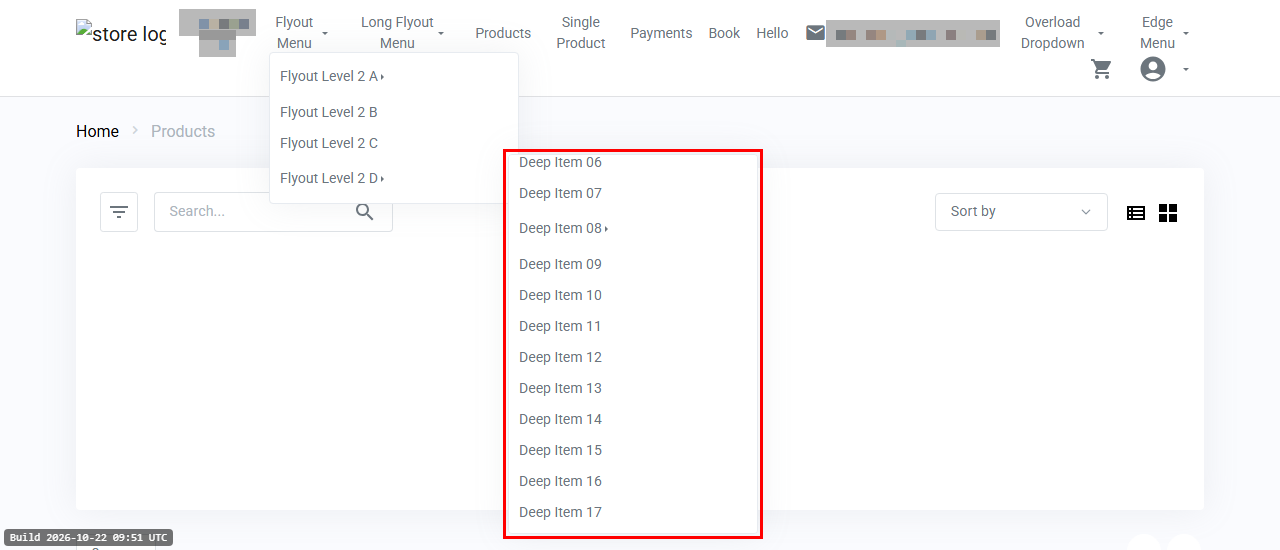 store log
Flyout
Menu
Long Flyout
Menu
Products
Single
Product
Payments
Book
Hello
Overload
Dropdown
Edge
Menu
Flyout Level 2 A
Flyout Level 2 B
Flyout Level 2 C
Flyout Level 2 D
Home
Products
Search...
Sort by
Deep Item 06
Deep Item 07
Deep Item 08
Deep Item 09
Deep Item 10
Deep Item 11
Deep Item 12
Deep Item 13
Deep Item 14
Deep Item 15
Deep Item 16
Deep Item 17
Build 2026-10-22 09:51 UTC